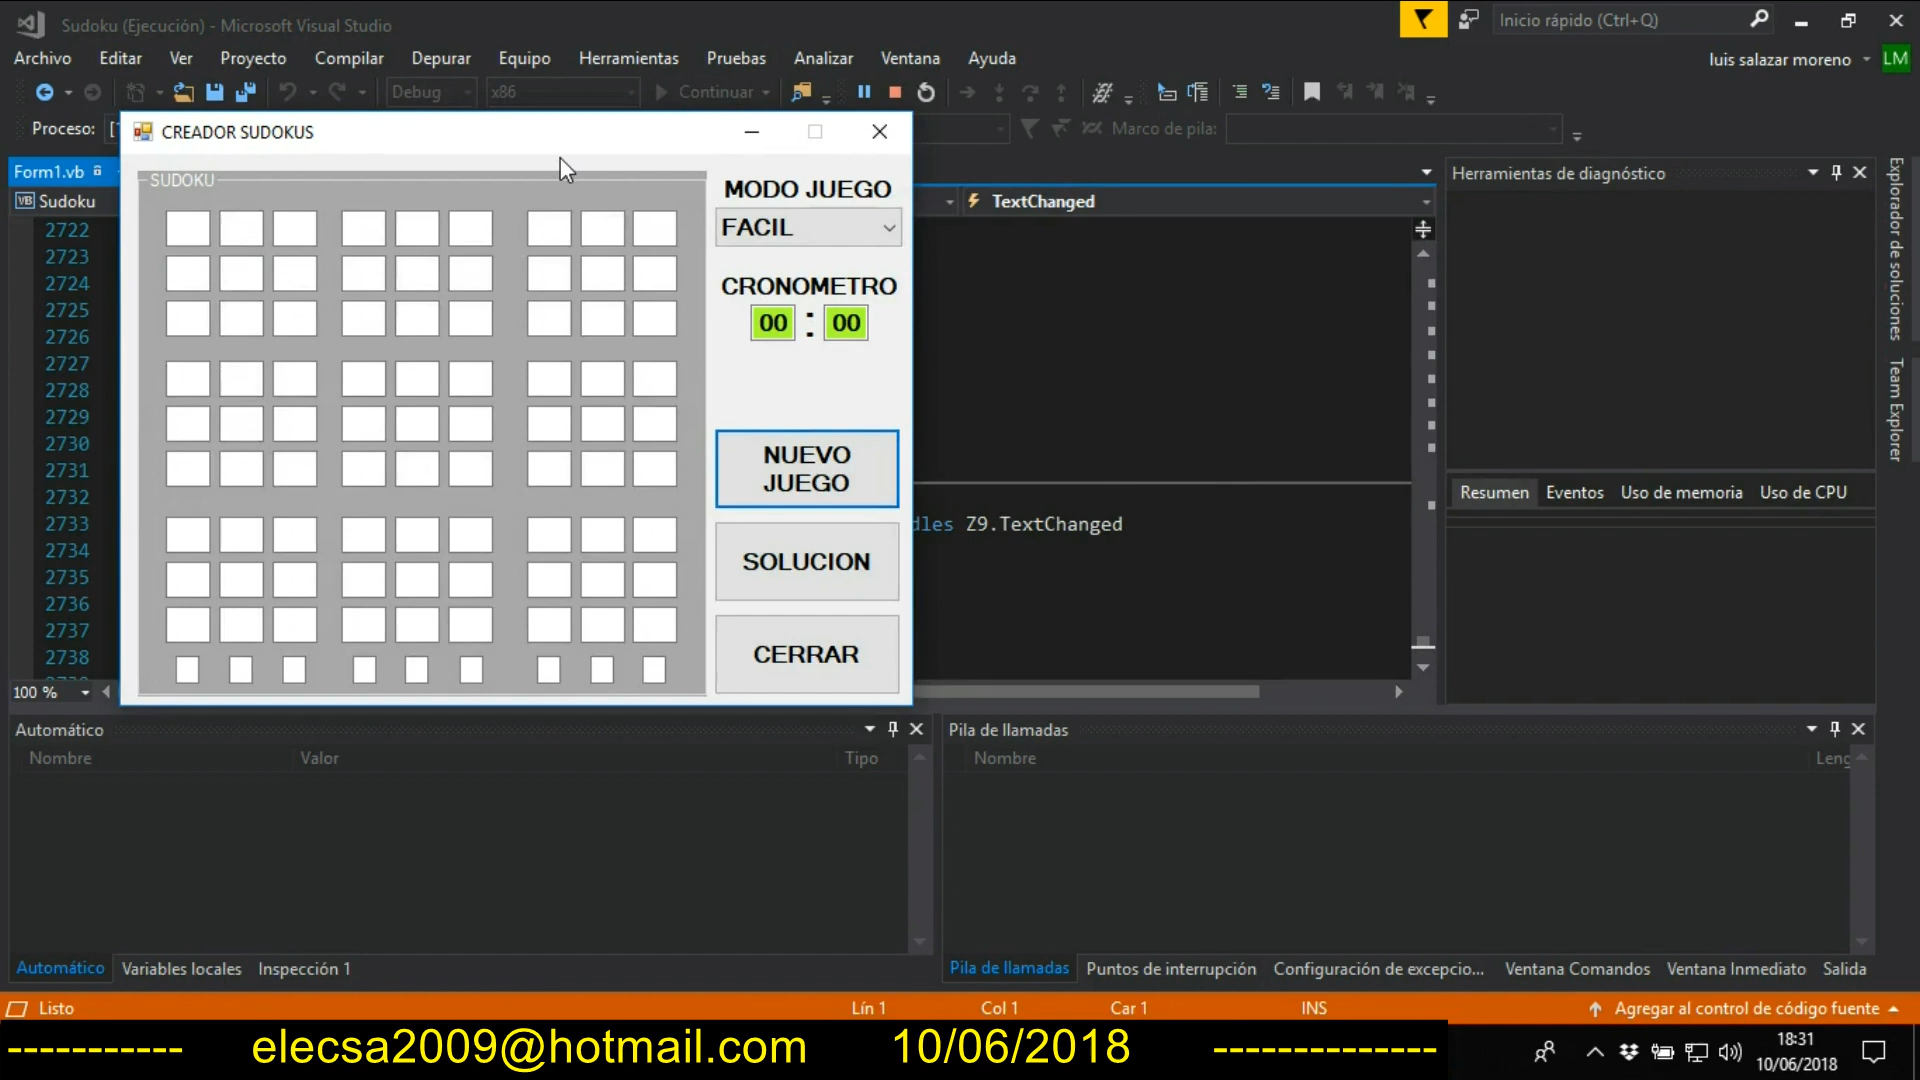 Sudoku (Ejecución) - Microsoft Visual Studio
Inicio rápido (Ctrl+Q)
Archivo Editar Ver Proyecto Compilar Depurar Equipo Herramientas Pruebas Analizar Ventana Ayuda
luis salazar moreno LM
Debug x86 Continuar
Proceso: [
Marco de pila:
CREADOR SUDOKUS
Form1.vb
Sudoku
TextChanged
SUDOKU
MODO JUEGO
FACIL
CRONOMETRO
00 : 00
NUEVO
JUEGO
SOLUCION
CERRAR
2722
2723
2724
2725
2726
2727
2728
2729
2730
2731
2732
2733
2734
2735
2736
2737
2738
dles Z9.TextChanged
100 %
Herramientas de diagnóstico
Resumen Eventos Uso de memoria Uso de CPU
Explorador de soluciones
Team Explorer
Automático
Nombre Valor Tipo
Pila de llamadas
Nombre Leng
Automático Variables locales Inspección 1
Pila de llamadas Puntos de interrupción Configuración de excepcio... Ventana Comandos Ventana Inmediato Salida
Listo Lín 1 Col 1 Car 1 INS Agregar al control de código fuente
----------- elecsa2009@hotmail.com 10/06/2018 --------------
18:31
10/06/2018